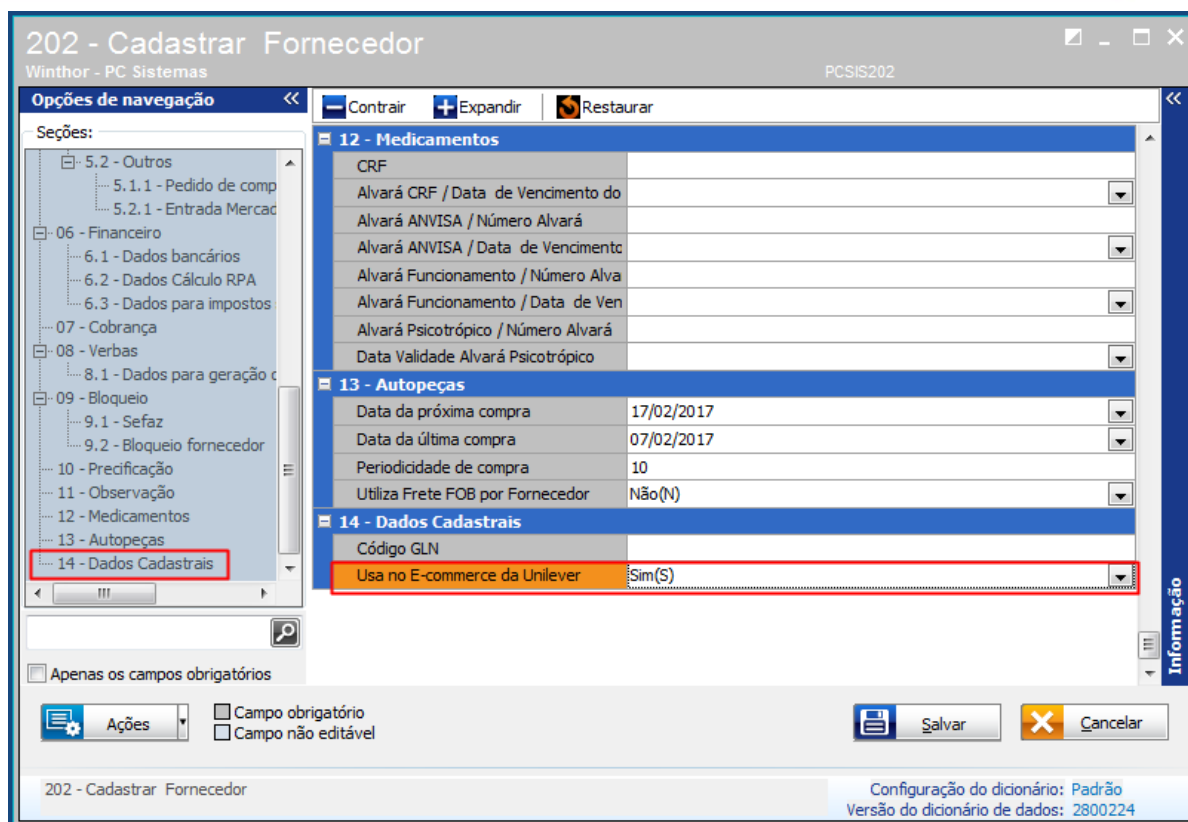 202 - Cadastrar Fornecedor
Winthor - PC Sistemas
PCSIS202
Opções de navegação
Seções:
5.2 - Outros
5.1.1 - Pedido de comp
5.2.1 - Entrada Mercad
06 - Financeiro
6.1 - Dados bancários
6.2 - Dados Cálculo RPA
6.3 - Dados para impostos
07 - Cobrança
08 - Verbas
8.1 - Dados para geração d
09 - Bloqueio
9.1 - Sefaz
9.2 - Bloqueio fornecedor
10 - Precificação
11 - Observação
12 - Medicamentos
13 - Autopeças
14 - Dados Cadastrais
Apenas os campos obrigatórios
Contrair Expandir Restaurar
12 - Medicamentos
CRF
Alvará CRF / Data de Vencimento do
Alvará ANVISA / Número Alvará
Alvará ANVISA / Data de Vencimento
Alvará Funcionamento / Número Alva
Alvará Funcionamento / Data de Ven
Alvará Psicotrópico / Número Alvará
Data Validade Alvará Psicotrópico
13 - Autopeças
Data da próxima compra 17/02/2017
Data da última compra 07/02/2017
Periodicidade de compra 10
Utiliza Frete FOB por Fornecedor Não(N)
14 - Dados Cadastrais
Código GLN
Usa no E-commerce da Unilever Sim(S)
Informação
Ações
Campo obrigatório
Campo não editável
Salvar
Cancelar
202 - Cadastrar Fornecedor
Configuração do dicionário: Padrão
Versão do dicionário de dados: 2800224